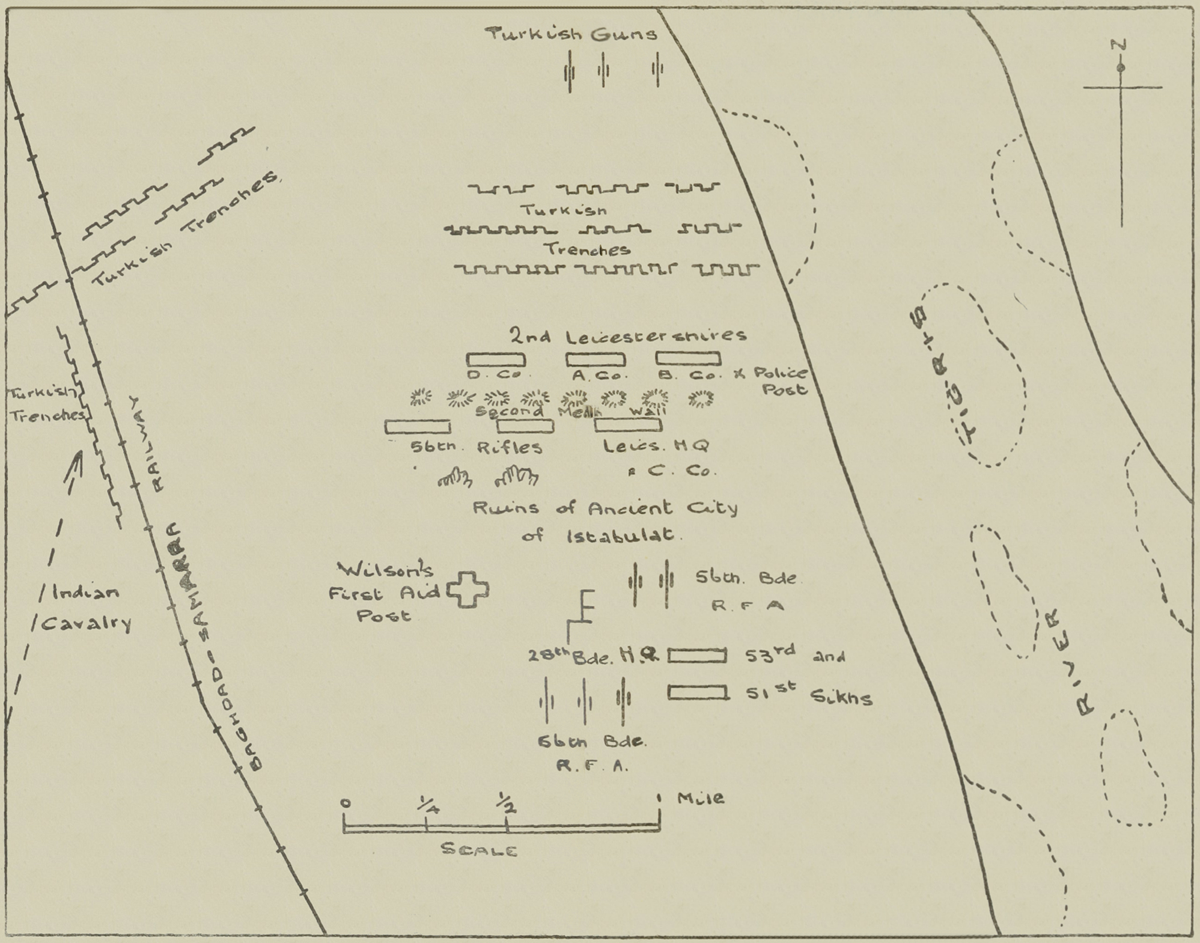 Turkish Guns
N
Turkish
Trenches
Turkish Trenches
2nd Leicestershires
D. Co. A. Co. B. Co. x Police
Post
Second Wall
56th. Rifles Leics. HQ
C. Co.
Turkish
Trenches
Ruins of Ancient City
of Istabulat.
TIGRIS
RIVER
BAGHDAD-SAMARRA RAILWAY
Indian
Cavalry
Wilson's
First Aid
Post
56th. Bde
R. F A
28th Bde. H.Q 53rd and
51st Sikhs
56th Bde.
R. F. A.
0 1/4 1/2 1 Mile
SCALE